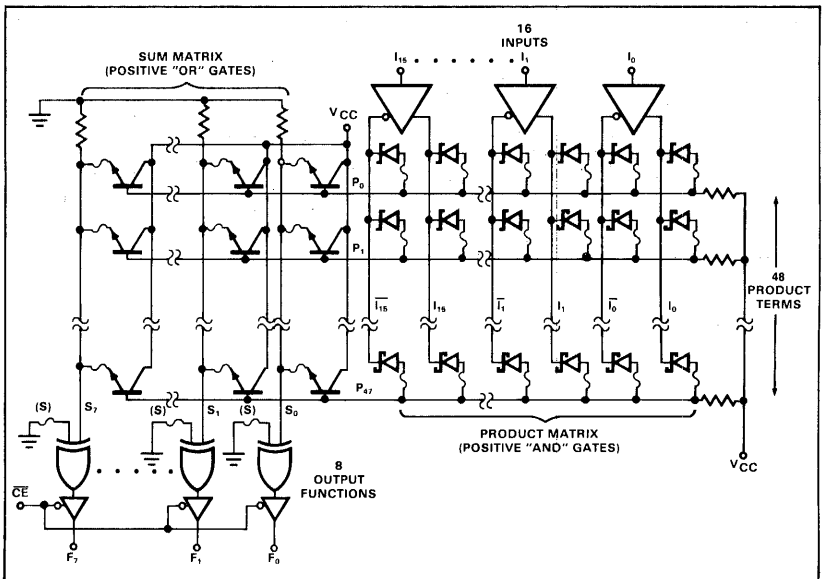 SUM MATRIX
(POSITIVE "OR" GATES)
16
INPUTS
I15 I1 I0
VCC
P0
P1
I15 I15 I1 I1 I0 I0
48
PRODUCT
TERMS
P47
(S) S7 (S) S1 (S) S0
PRODUCT MATRIX
(POSITIVE "AND" GATES)
VCC
8
OUTPUT
FUNCTIONS
CE
F7 F1 F0